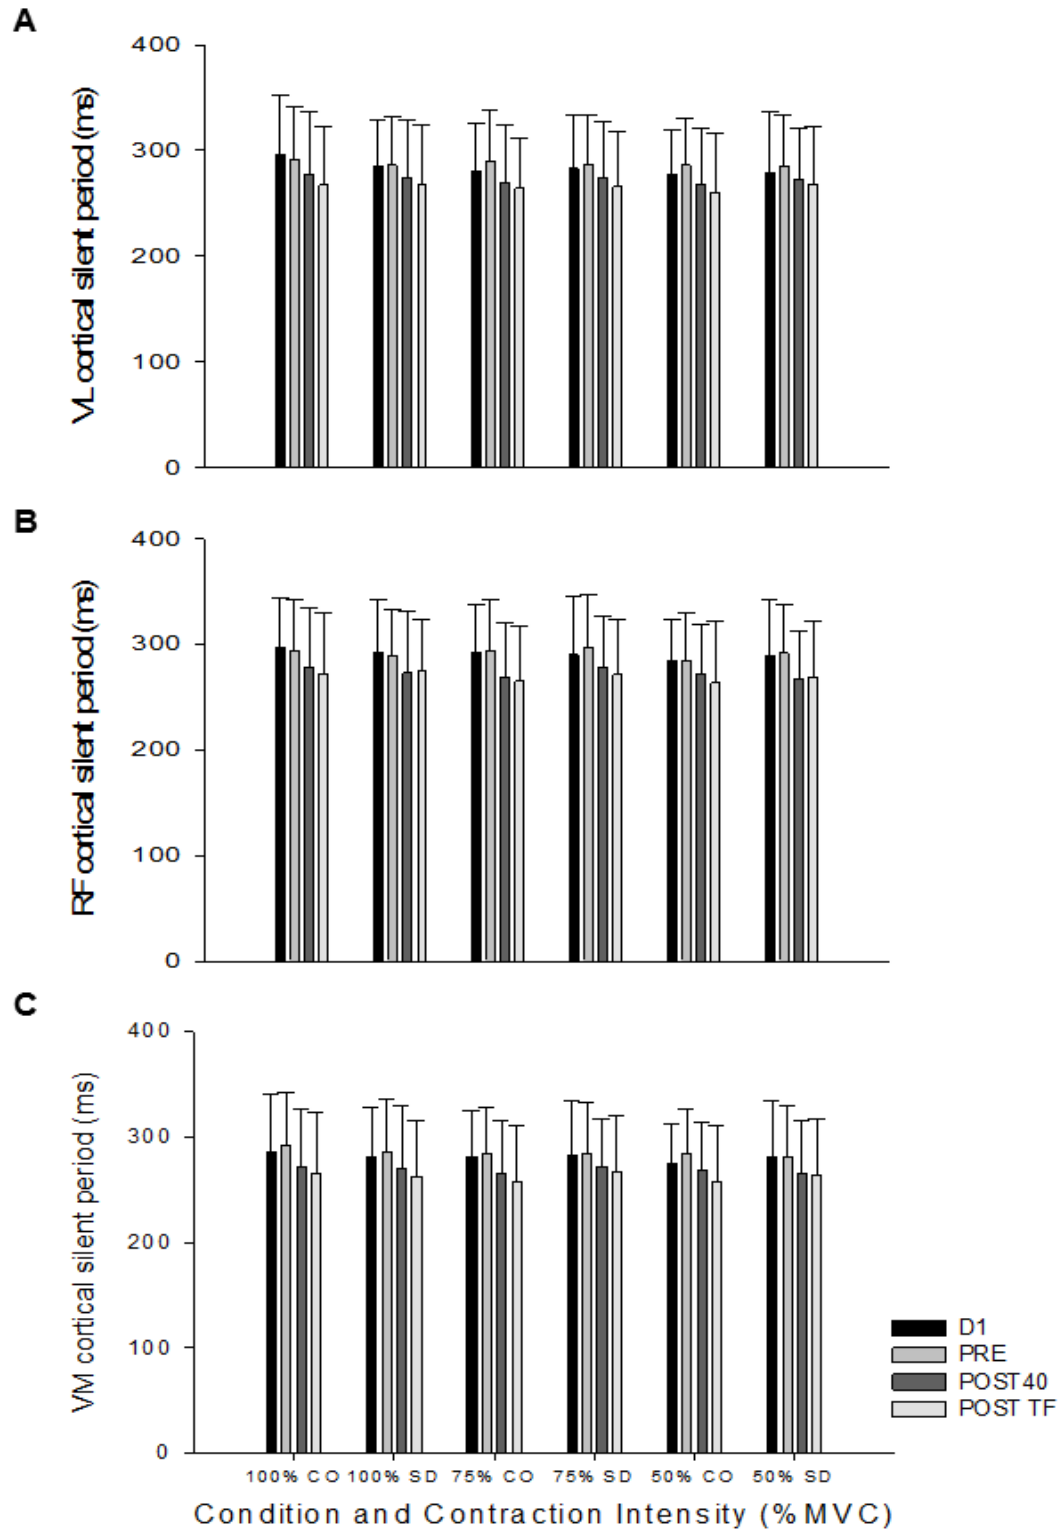 A
400
300
200
100
0
VL cortical silent period (ms)
B
400
300
200
100
0
RF cortical silent period (ms)
C
400
300
200
100
0
VM cortical silent period (ms)
D1
PRE
POST40
POST TF
100% CO 100% SD 75% CO 75% SD 50% CO 50% SD
Condition and Contraction Intensity (%MVC)